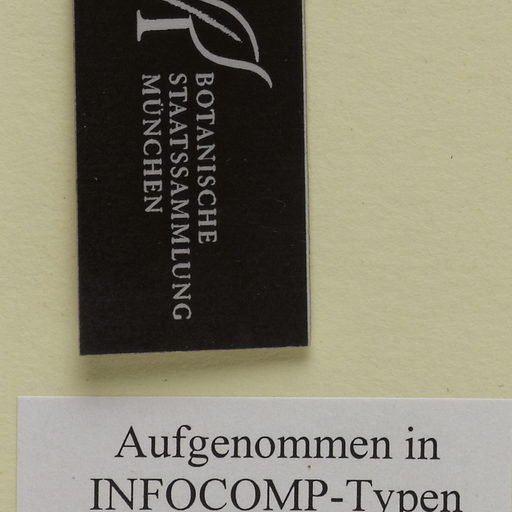 BOTANISCHE
STAATSSAMMLUNG
MÜNCHEN
Aufgenommen in
INFOCOMP-Typen